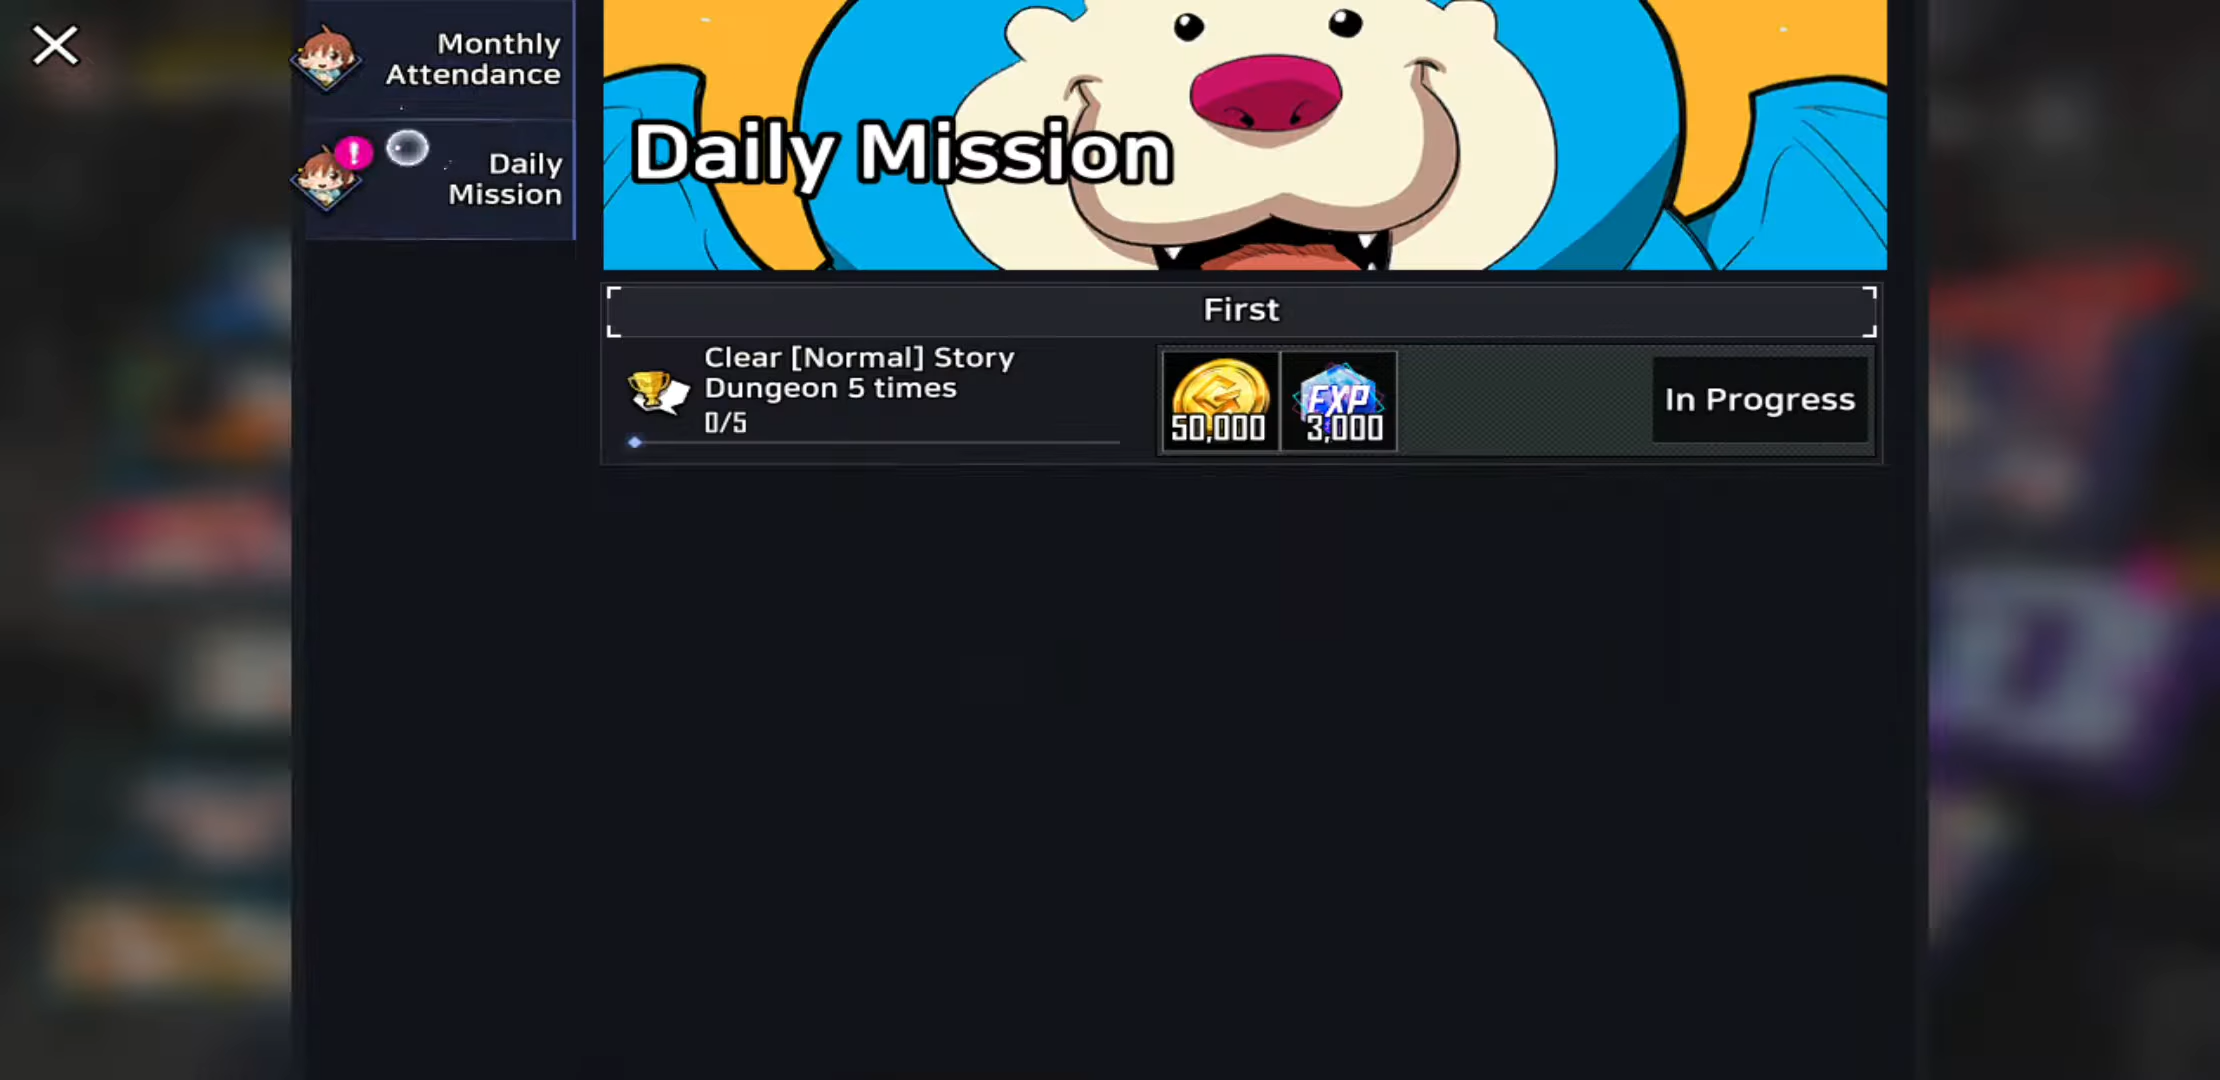 Monthly
Attendance
!
Daily
Mission
Daily Mission
First
Clear [Normal] Story
Dungeon 5 times
0/5
50,000
EXP
3,000
In Progress